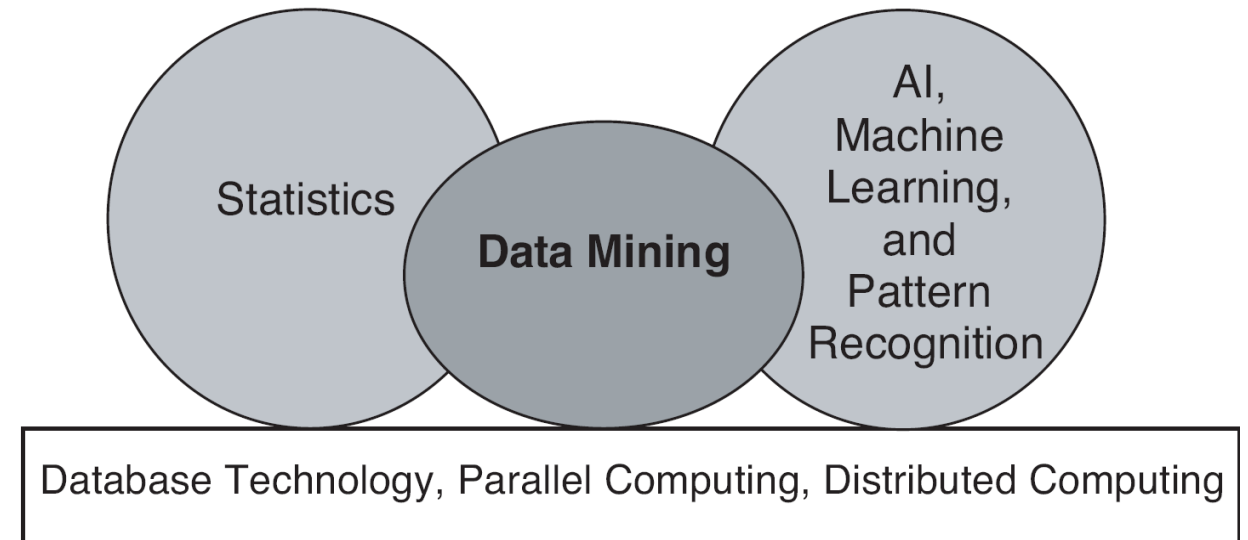 Statistics
Data Mining
AI,
Machine
Learning,
and
Pattern
Recognition
Database Technology, Parallel Computing, Distributed Computing